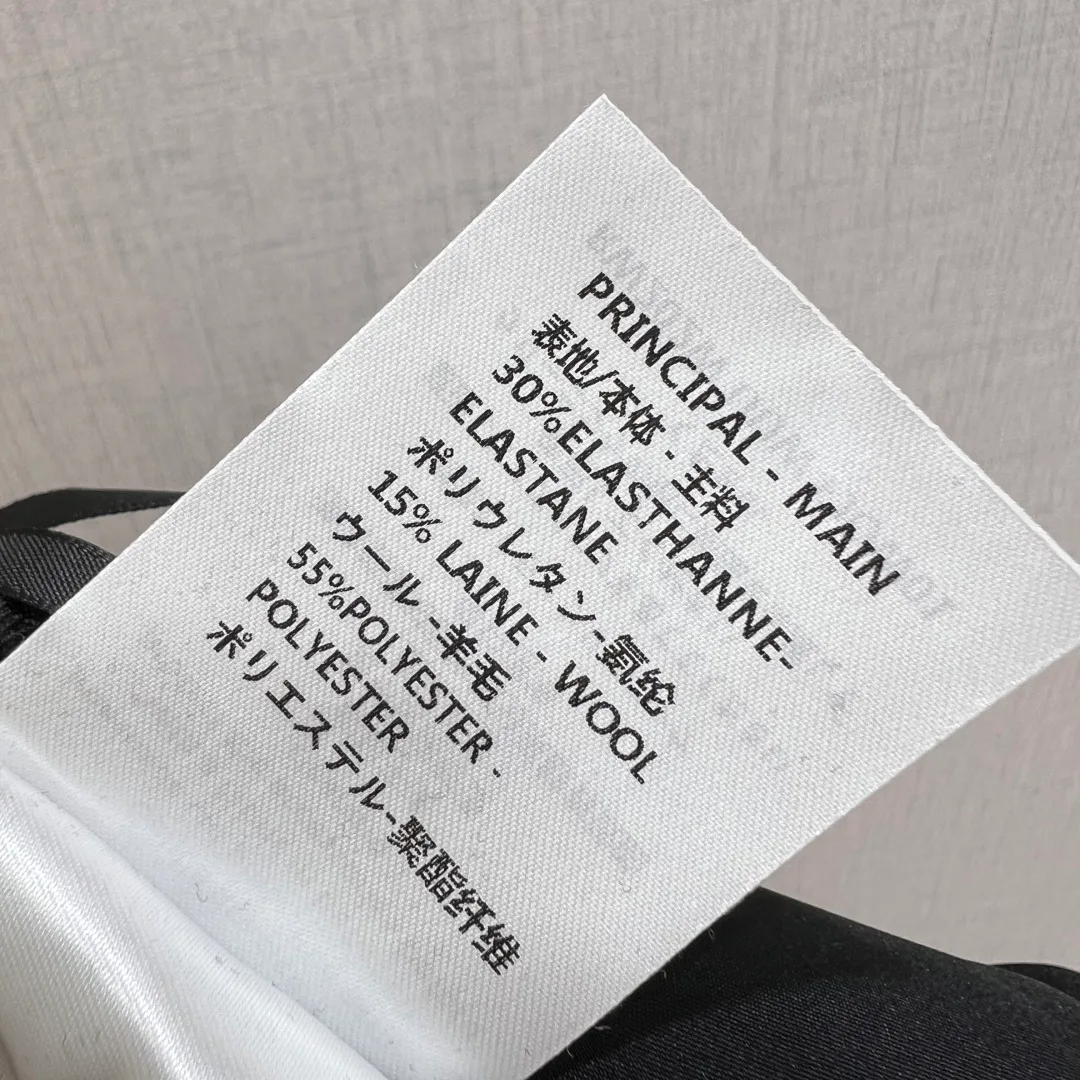 PRINCIPAL - MAIN
表地/本体 - 主料
30%ELASTHANNE-
ELASTANE
ポリウレタン-氨纶
15% LAINE - WOOL
ウール -羊毛
55%POLYESTER -
POLYESTER
ポリエステル-聚酯纤维